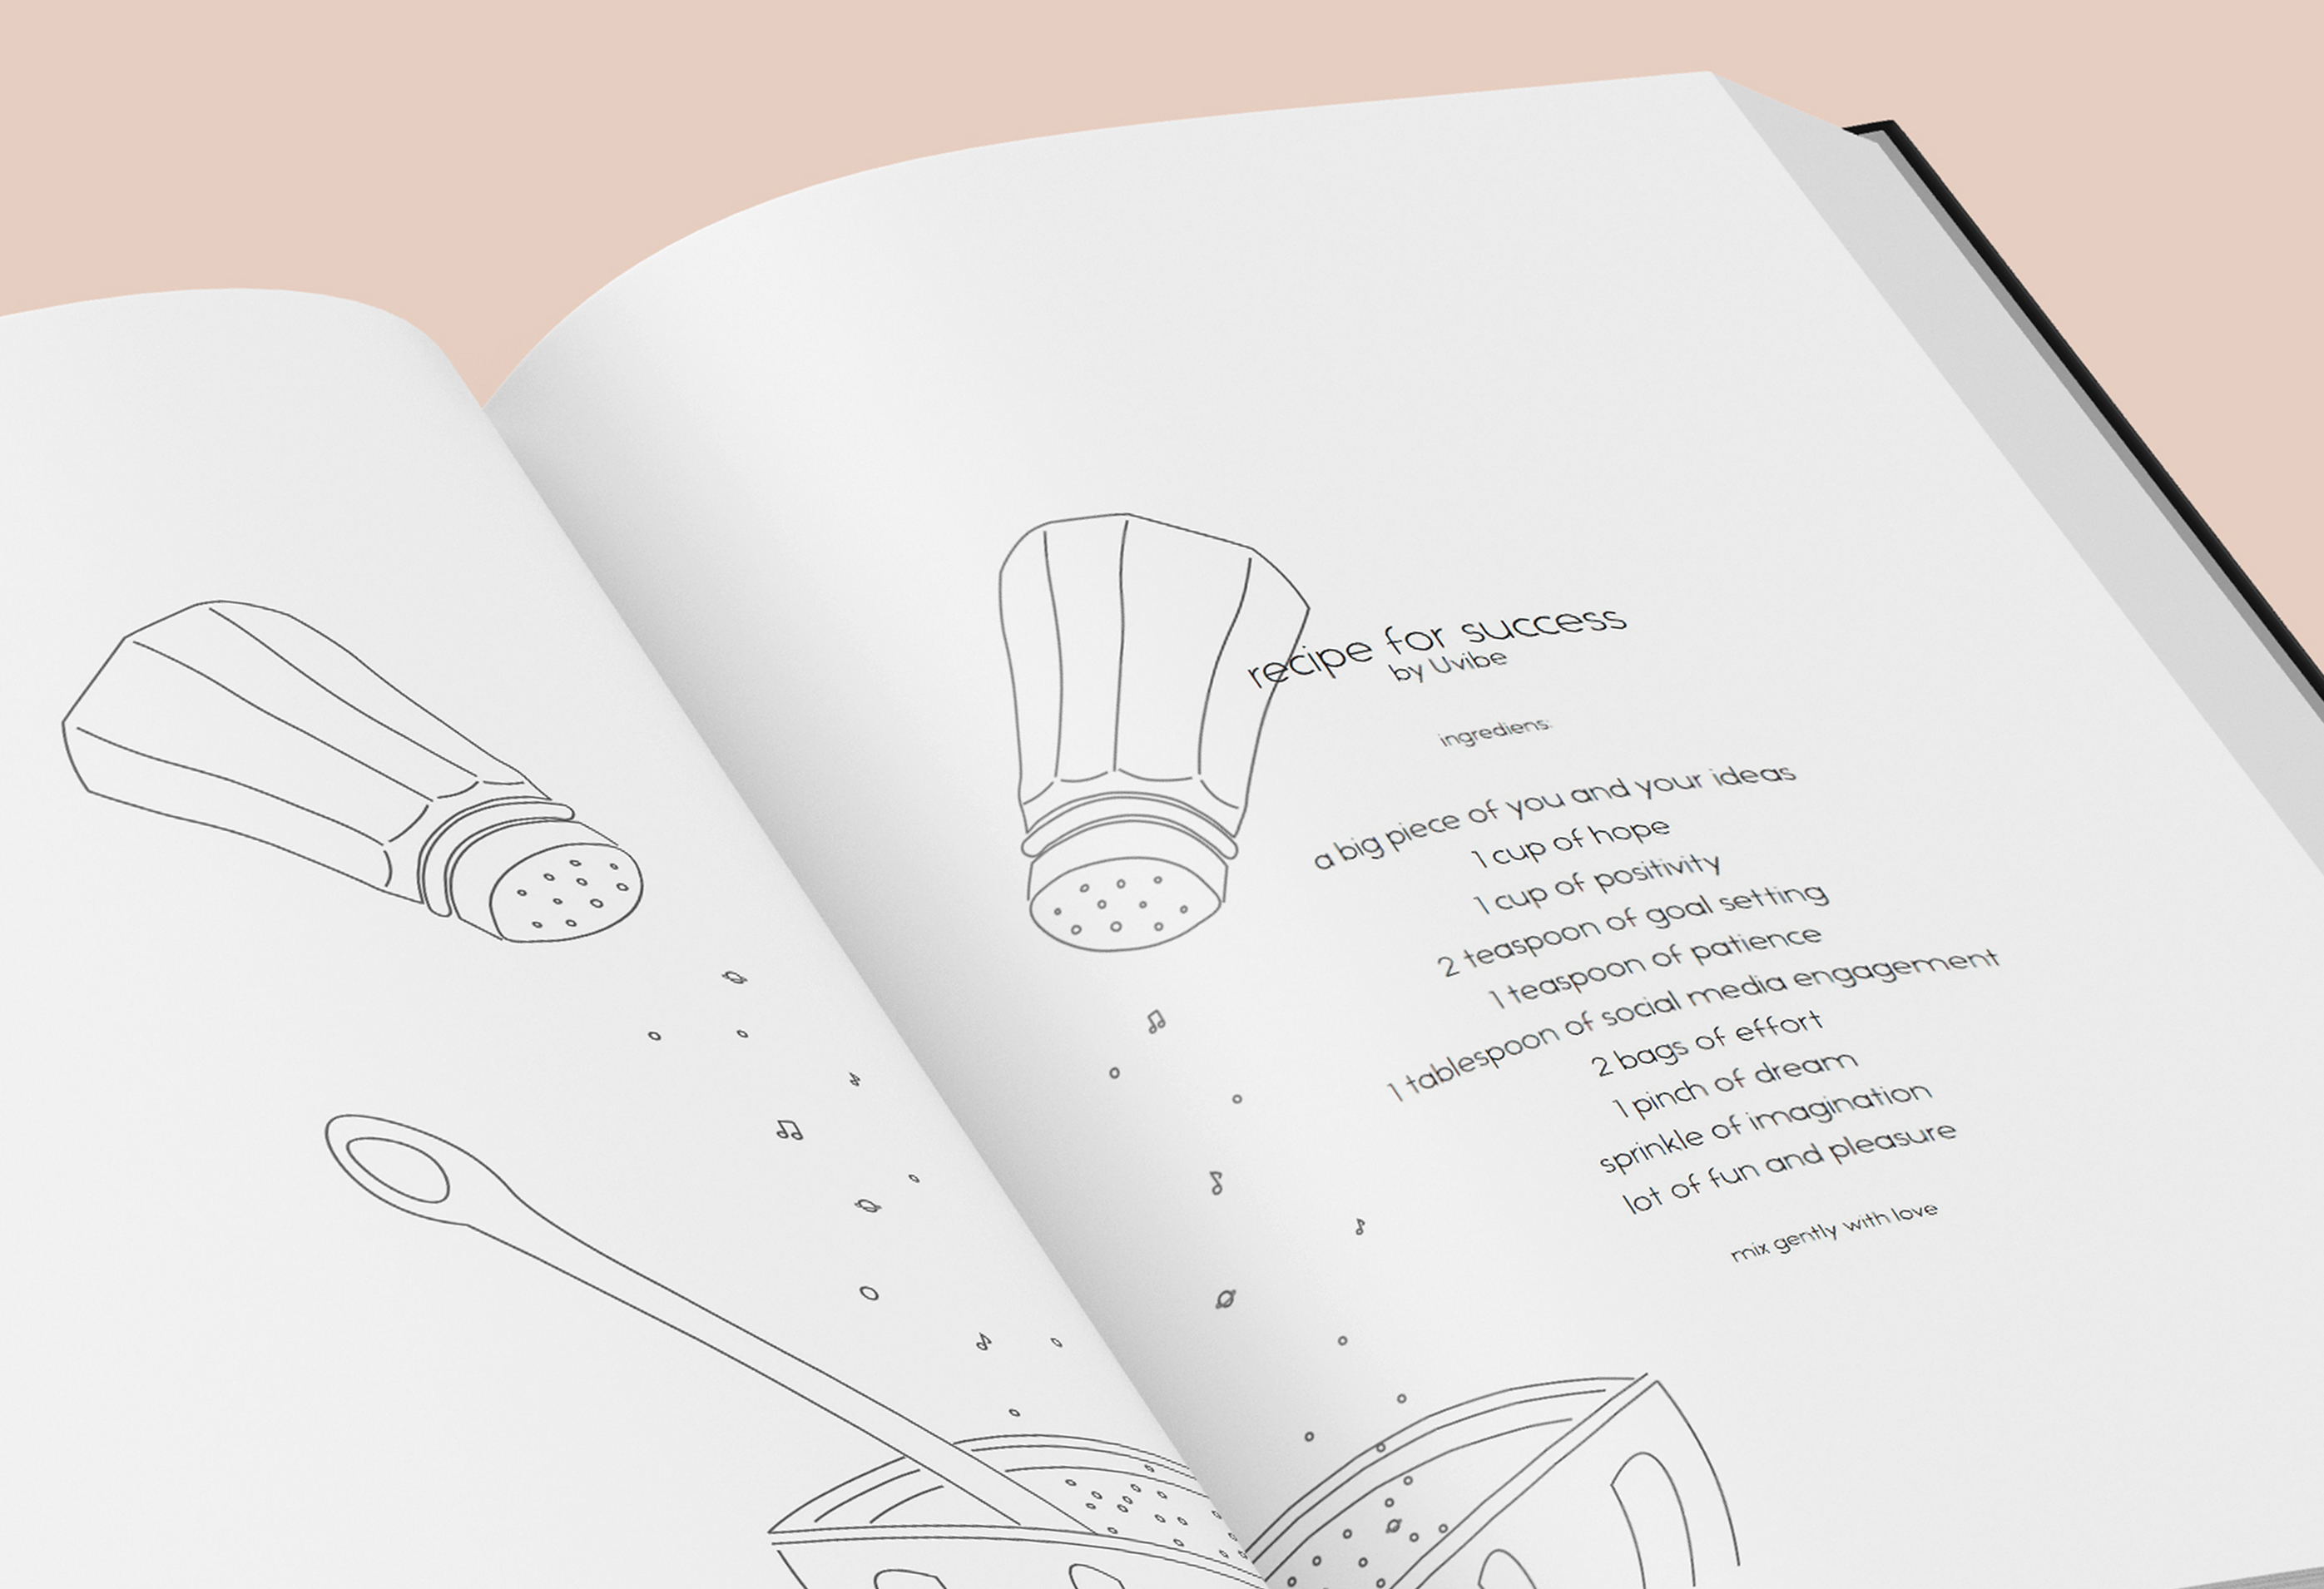 recipe for success
by Uvibe
ingrediens:
a big piece of you and your ideas
1 cup of hope
1 cup of positivity
2 teaspoon of goal setting
1 teaspoon of patience
1 tablespoon of social media engagement
2 bags of effort
1 pinch of dream
sprinkle of imagination
lot of fun and pleasure
mix gently with love